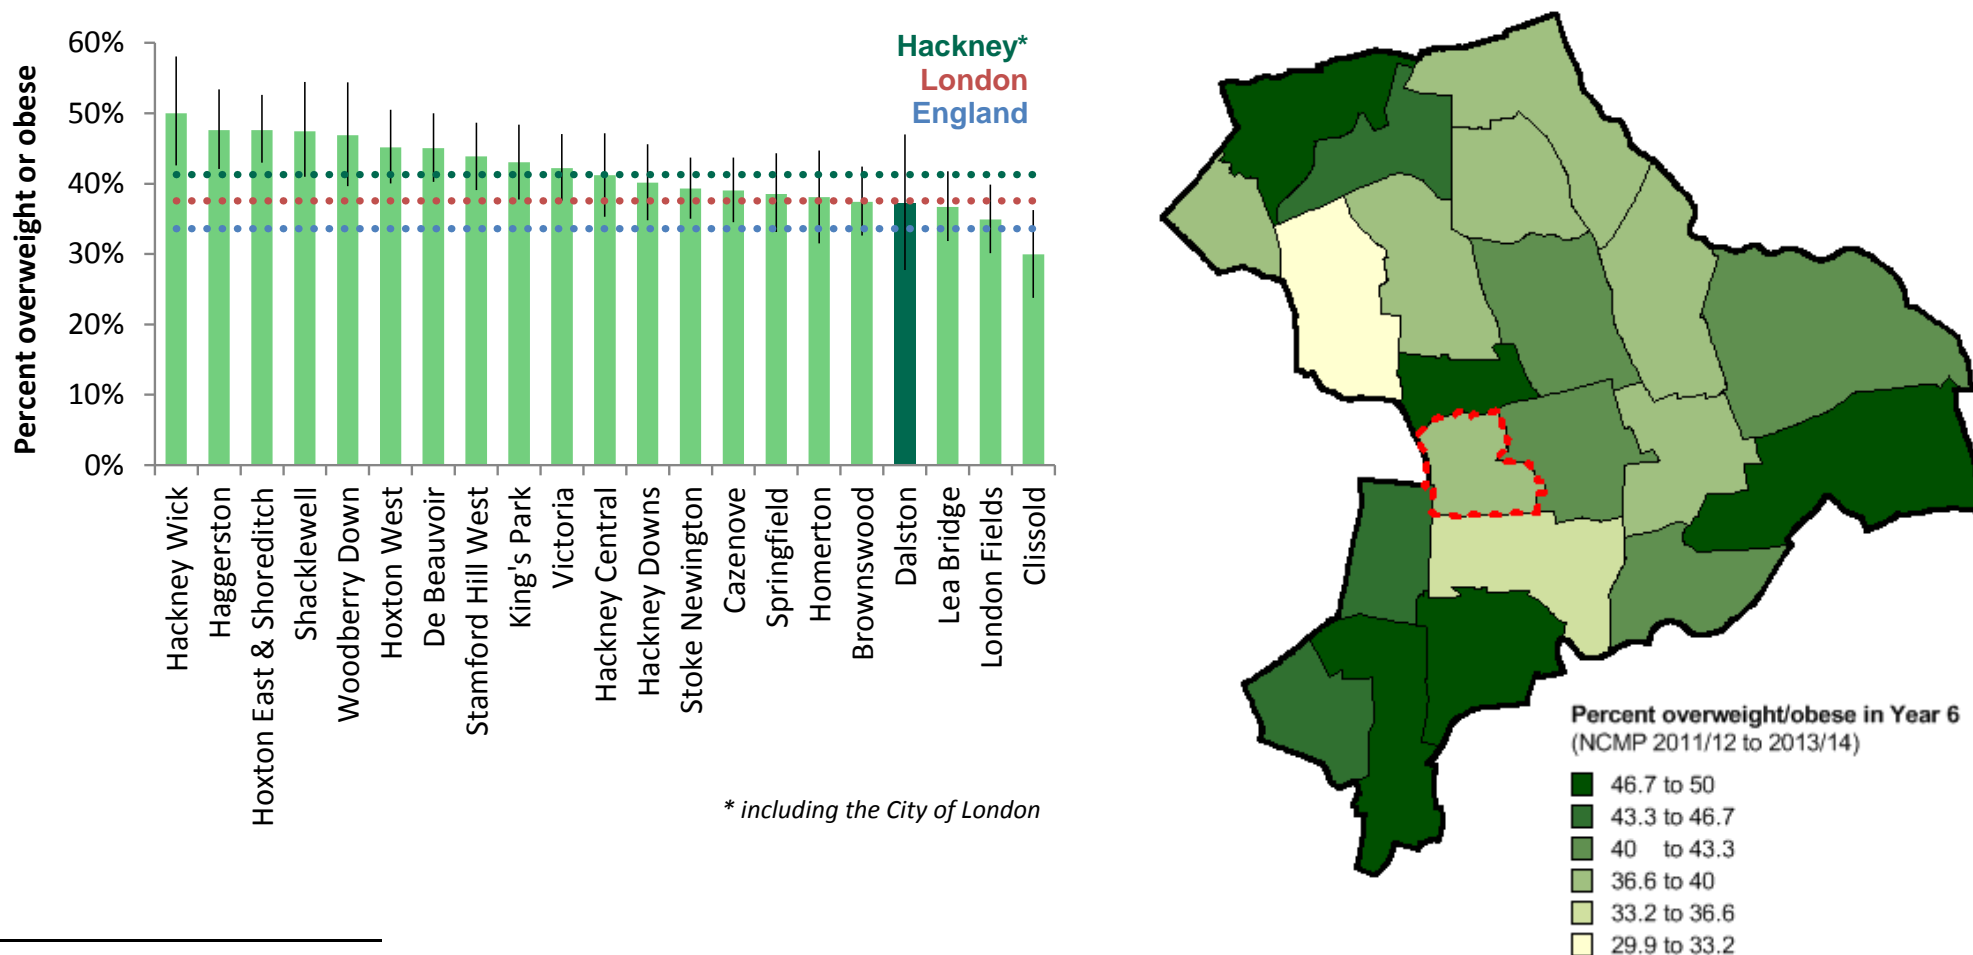 Percent overweight or obese
60%
50%
40%
30%
20%
10%
0%
Hackney*
London
England
Hackney Wick
Haggerston
Hoxton East & Shoreditch
Shacklewell
Woodberry Down
Hoxton West
De Beauvoir
Stamford Hill West
King's Park
Victoria
Hackney Central
Hackney Downs
Stoke Newington
Cazenove
Springfield
Homerton
Brownswood
Dalston
Lea Bridge
London Fields
Clissold
* including the City of London
Percent overweight/obese in Year 6
(NCMP 2011/12 to 2013/14)
46.7 to 50
43.3 to 46.7
40 to 43.3
36.6 to 40
33.2 to 36.6
29.9 to 33.2